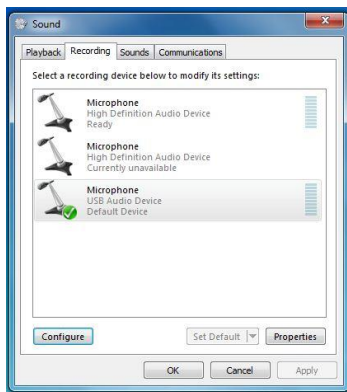 Sound
Playback Recording Sounds Communications
Select a recording device below to modify its settings:
Microphone
High Definition Audio Device
Ready
Microphone
High Definition Audio Device
Currently unavailable
Microphone
USB Audio Device
Default Device
Configure Set Default Properties
OK Cancel Apply